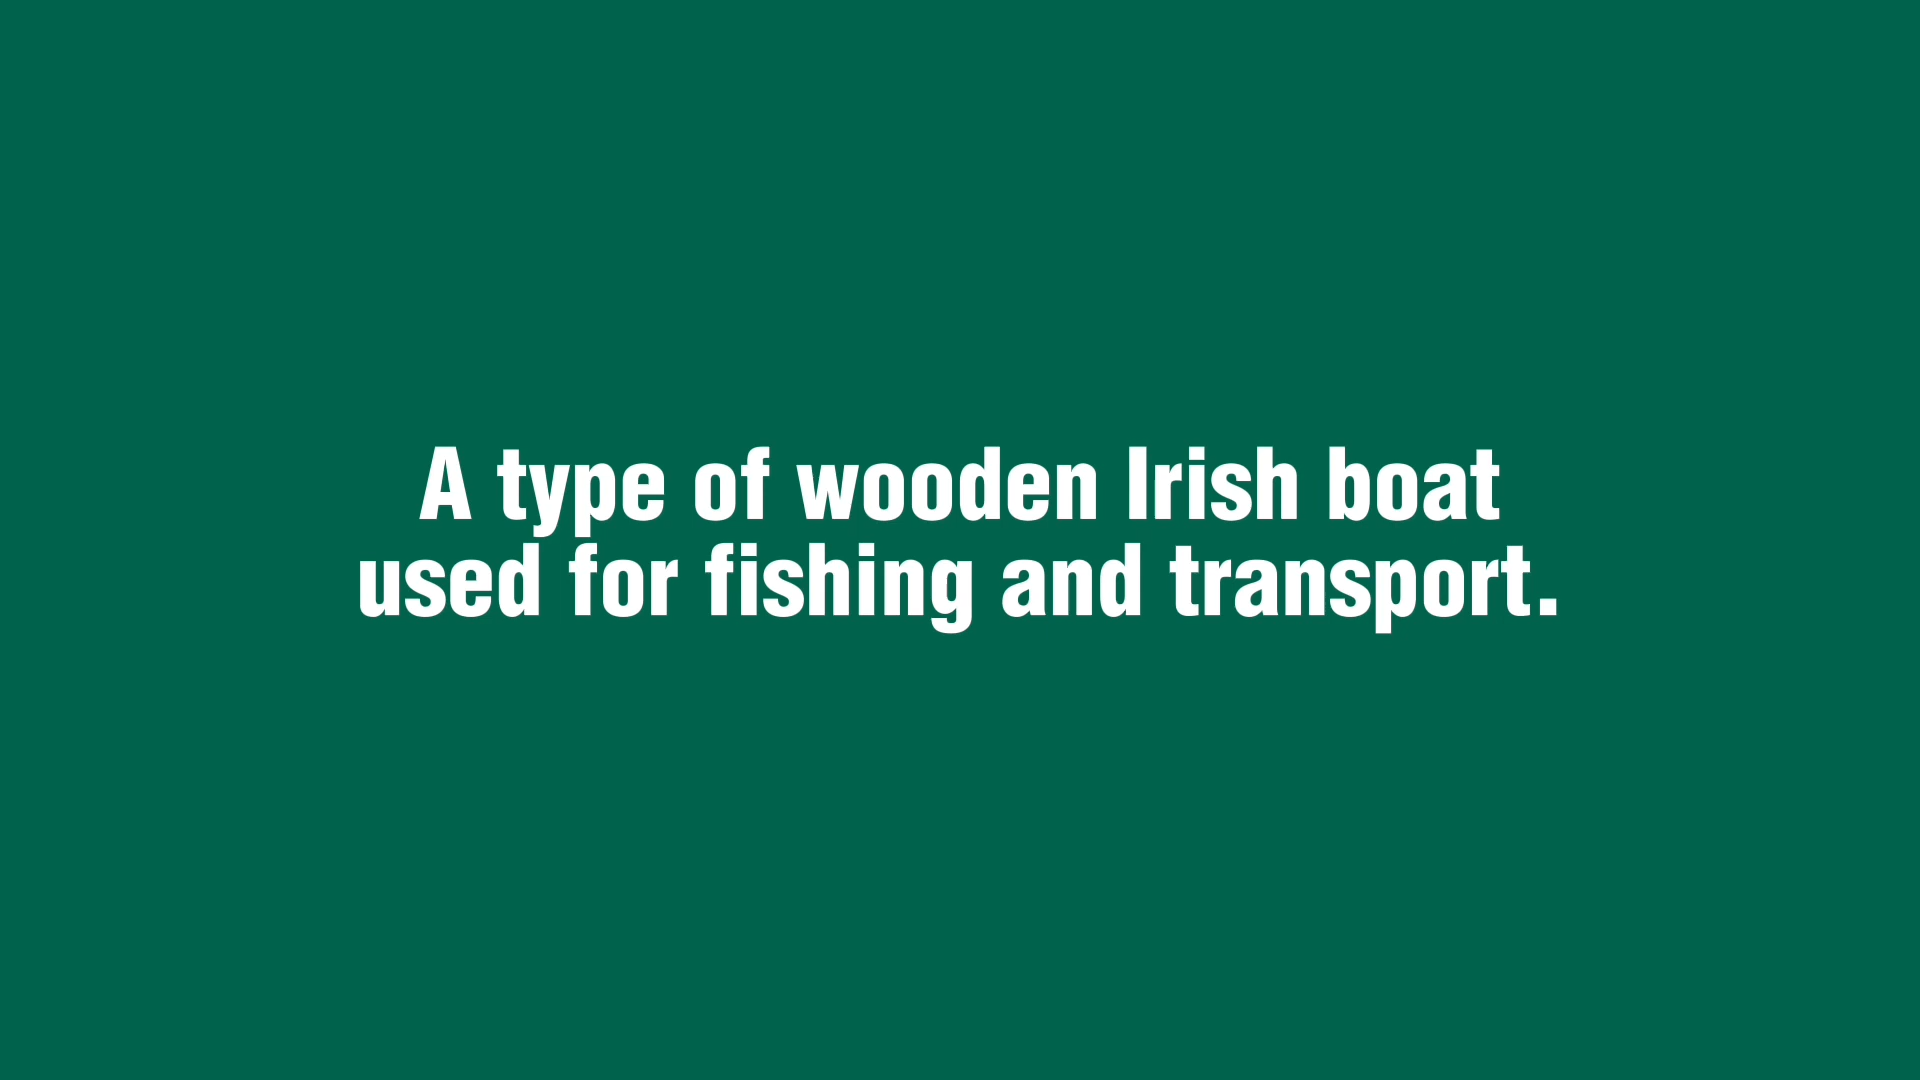 A type of wooden Irish boat
used for fishing and transport.